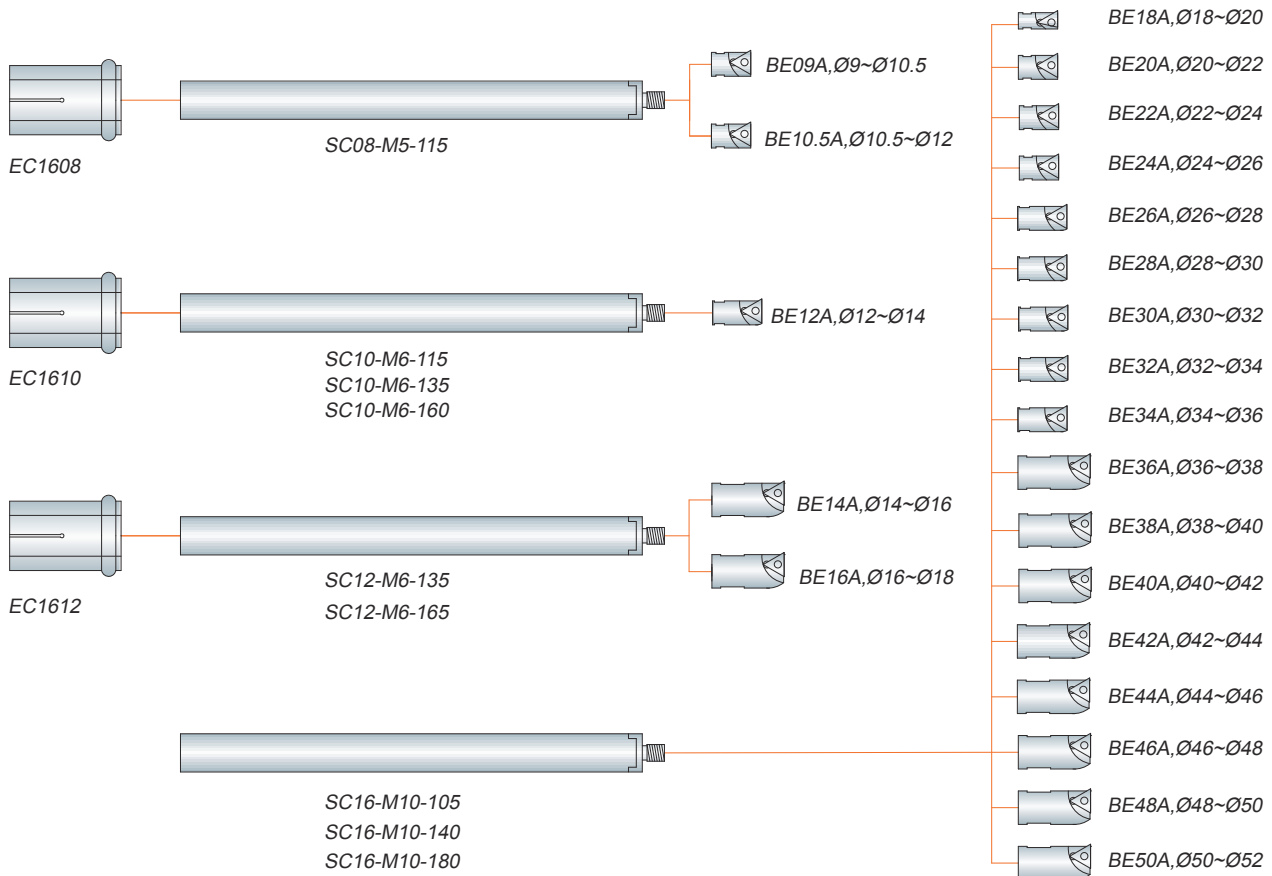 EC1608
SC08-M5-115
BE09A,Ø9~Ø10.5
BE10.5A,Ø10.5~Ø12
EC1610
SC10-M6-115
SC10-M6-135
SC10-M6-160
BE12A,Ø12~Ø14
EC1612
SC12-M6-135
SC12-M6-165
BE14A,Ø14~Ø16
BE16A,Ø16~Ø18
SC16-M10-105
SC16-M10-140
SC16-M10-180
BE18A,Ø18~Ø20
BE20A,Ø20~Ø22
BE22A,Ø22~Ø24
BE24A,Ø24~Ø26
BE26A,Ø26~Ø28
BE28A,Ø28~Ø30
BE30A,Ø30~Ø32
BE32A,Ø32~Ø34
BE34A,Ø34~Ø36
BE36A,Ø36~Ø38
BE38A,Ø38~Ø40
BE40A,Ø40~Ø42
BE42A,Ø42~Ø44
BE44A,Ø44~Ø46
BE46A,Ø46~Ø48
BE48A,Ø48~Ø50
BE50A,Ø50~Ø52